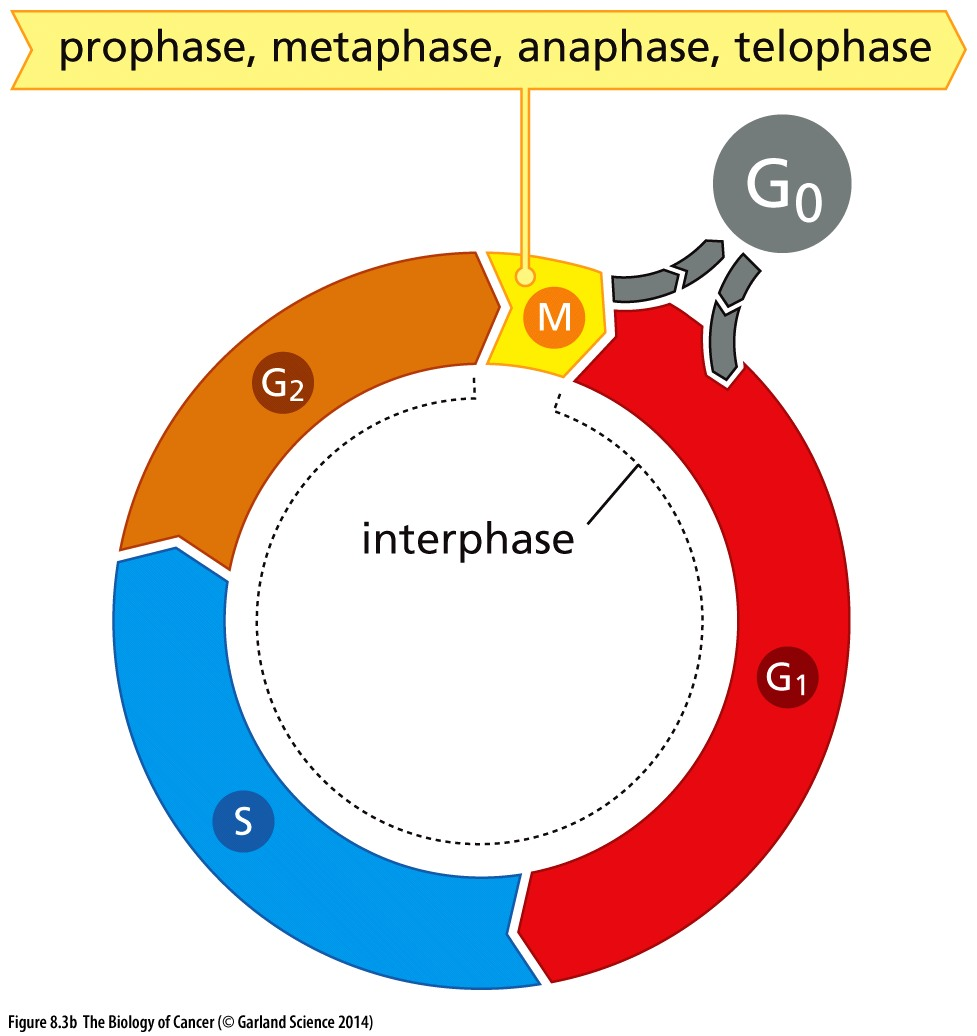 prophase, metaphase, anaphase, telophase
G0
M
G2
interphase
G1
S
Figure 8.3b The Biology of Cancer (© Garland Science 2014)